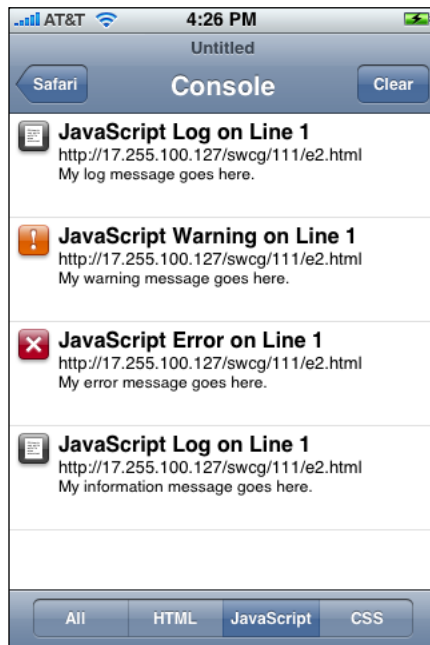 AT&T 4:26 PM
Untitled
Safari Console Clear
JavaScript Log on Line 1
http://17.255.100.127/swcg/111/e2.html
My log message goes here.
JavaScript Warning on Line 1
http://17.255.100.127/swcg/111/e2.html
My warning message goes here.
JavaScript Error on Line 1
http://17.255.100.127/swcg/111/e2.html
My error message goes here.
JavaScript Log on Line 1
http://17.255.100.127/swcg/111/e2.html
My information message goes here.
All HTML JavaScript CSS